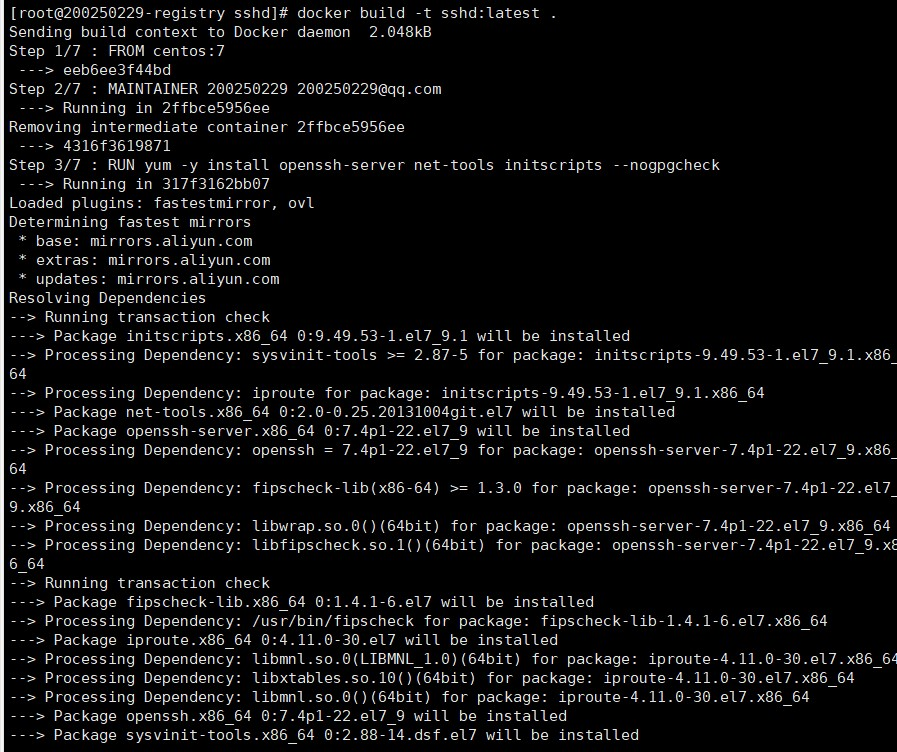 [root@200250229-registry sshd]# docker build -t sshd:latest .
Sending build context to Docker daemon  2.048kB
Step 1/7 : FROM centos:7
 ---> eeb6ee3f44bd
Step 2/7 : MAINTAINER 200250229 200250229@qq.com
 ---> Running in 2ffbce5956ee
Removing intermediate container 2ffbce5956ee
 ---> 4316f3619871
Step 3/7 : RUN yum -y install openssh-server net-tools initscripts --nogpgcheck
 ---> Running in 317f3162bb07
Loaded plugins: fastestmirror, ovl
Determining fastest mirrors
 * base: mirrors.aliyun.com
 * extras: mirrors.aliyun.com
 * updates: mirrors.aliyun.com
Resolving Dependencies
--> Running transaction check
---> Package initscripts.x86_64 0:9.49.53-1.el7_9.1 will be installed
--> Processing Dependency: sysvinit-tools >= 2.87-5 for package: initscripts-9.49.53-1.el7_9.1.x86_
64
--> Processing Dependency: iproute for package: initscripts-9.49.53-1.el7_9.1.x86_64
---> Package net-tools.x86_64 0:2.0-0.25.20131004git.el7 will be installed
---> Package openssh-server.x86_64 0:7.4p1-22.el7_9 will be installed
--> Processing Dependency: openssh = 7.4p1-22.el7_9 for package: openssh-server-7.4p1-22.el7_9.x86_
64
--> Processing Dependency: fipscheck-lib(x86-64) >= 1.3.0 for package: openssh-server-7.4p1-22.el7_
9.x86_64
--> Processing Dependency: libwrap.so.0()(64bit) for package: openssh-server-7.4p1-22.el7_9.x86_64
--> Processing Dependency: libfipscheck.so.1()(64bit) for package: openssh-server-7.4p1-22.el7_9.x8
6_64
--> Running transaction check
---> Package fipscheck-lib.x86_64 0:1.4.1-6.el7 will be installed
--> Processing Dependency: /usr/bin/fipscheck for package: fipscheck-lib-1.4.1-6.el7.x86_64
---> Package iproute.x86_64 0:4.11.0-30.el7 will be installed
--> Processing Dependency: libmnl.so.0(LIBMNL_1.0)(64bit) for package: iproute-4.11.0-30.el7.x86_64
--> Processing Dependency: libxtables.so.10()(64bit) for package: iproute-4.11.0-30.el7.x86_64
--> Processing Dependency: libmnl.so.0()(64bit) for package: iproute-4.11.0-30.el7.x86_64
---> Package openssh.x86_64 0:7.4p1-22.el7_9 will be installed
---> Package sysvinit-tools.x86_64 0:2.88-14.dsf.el7 will be installed